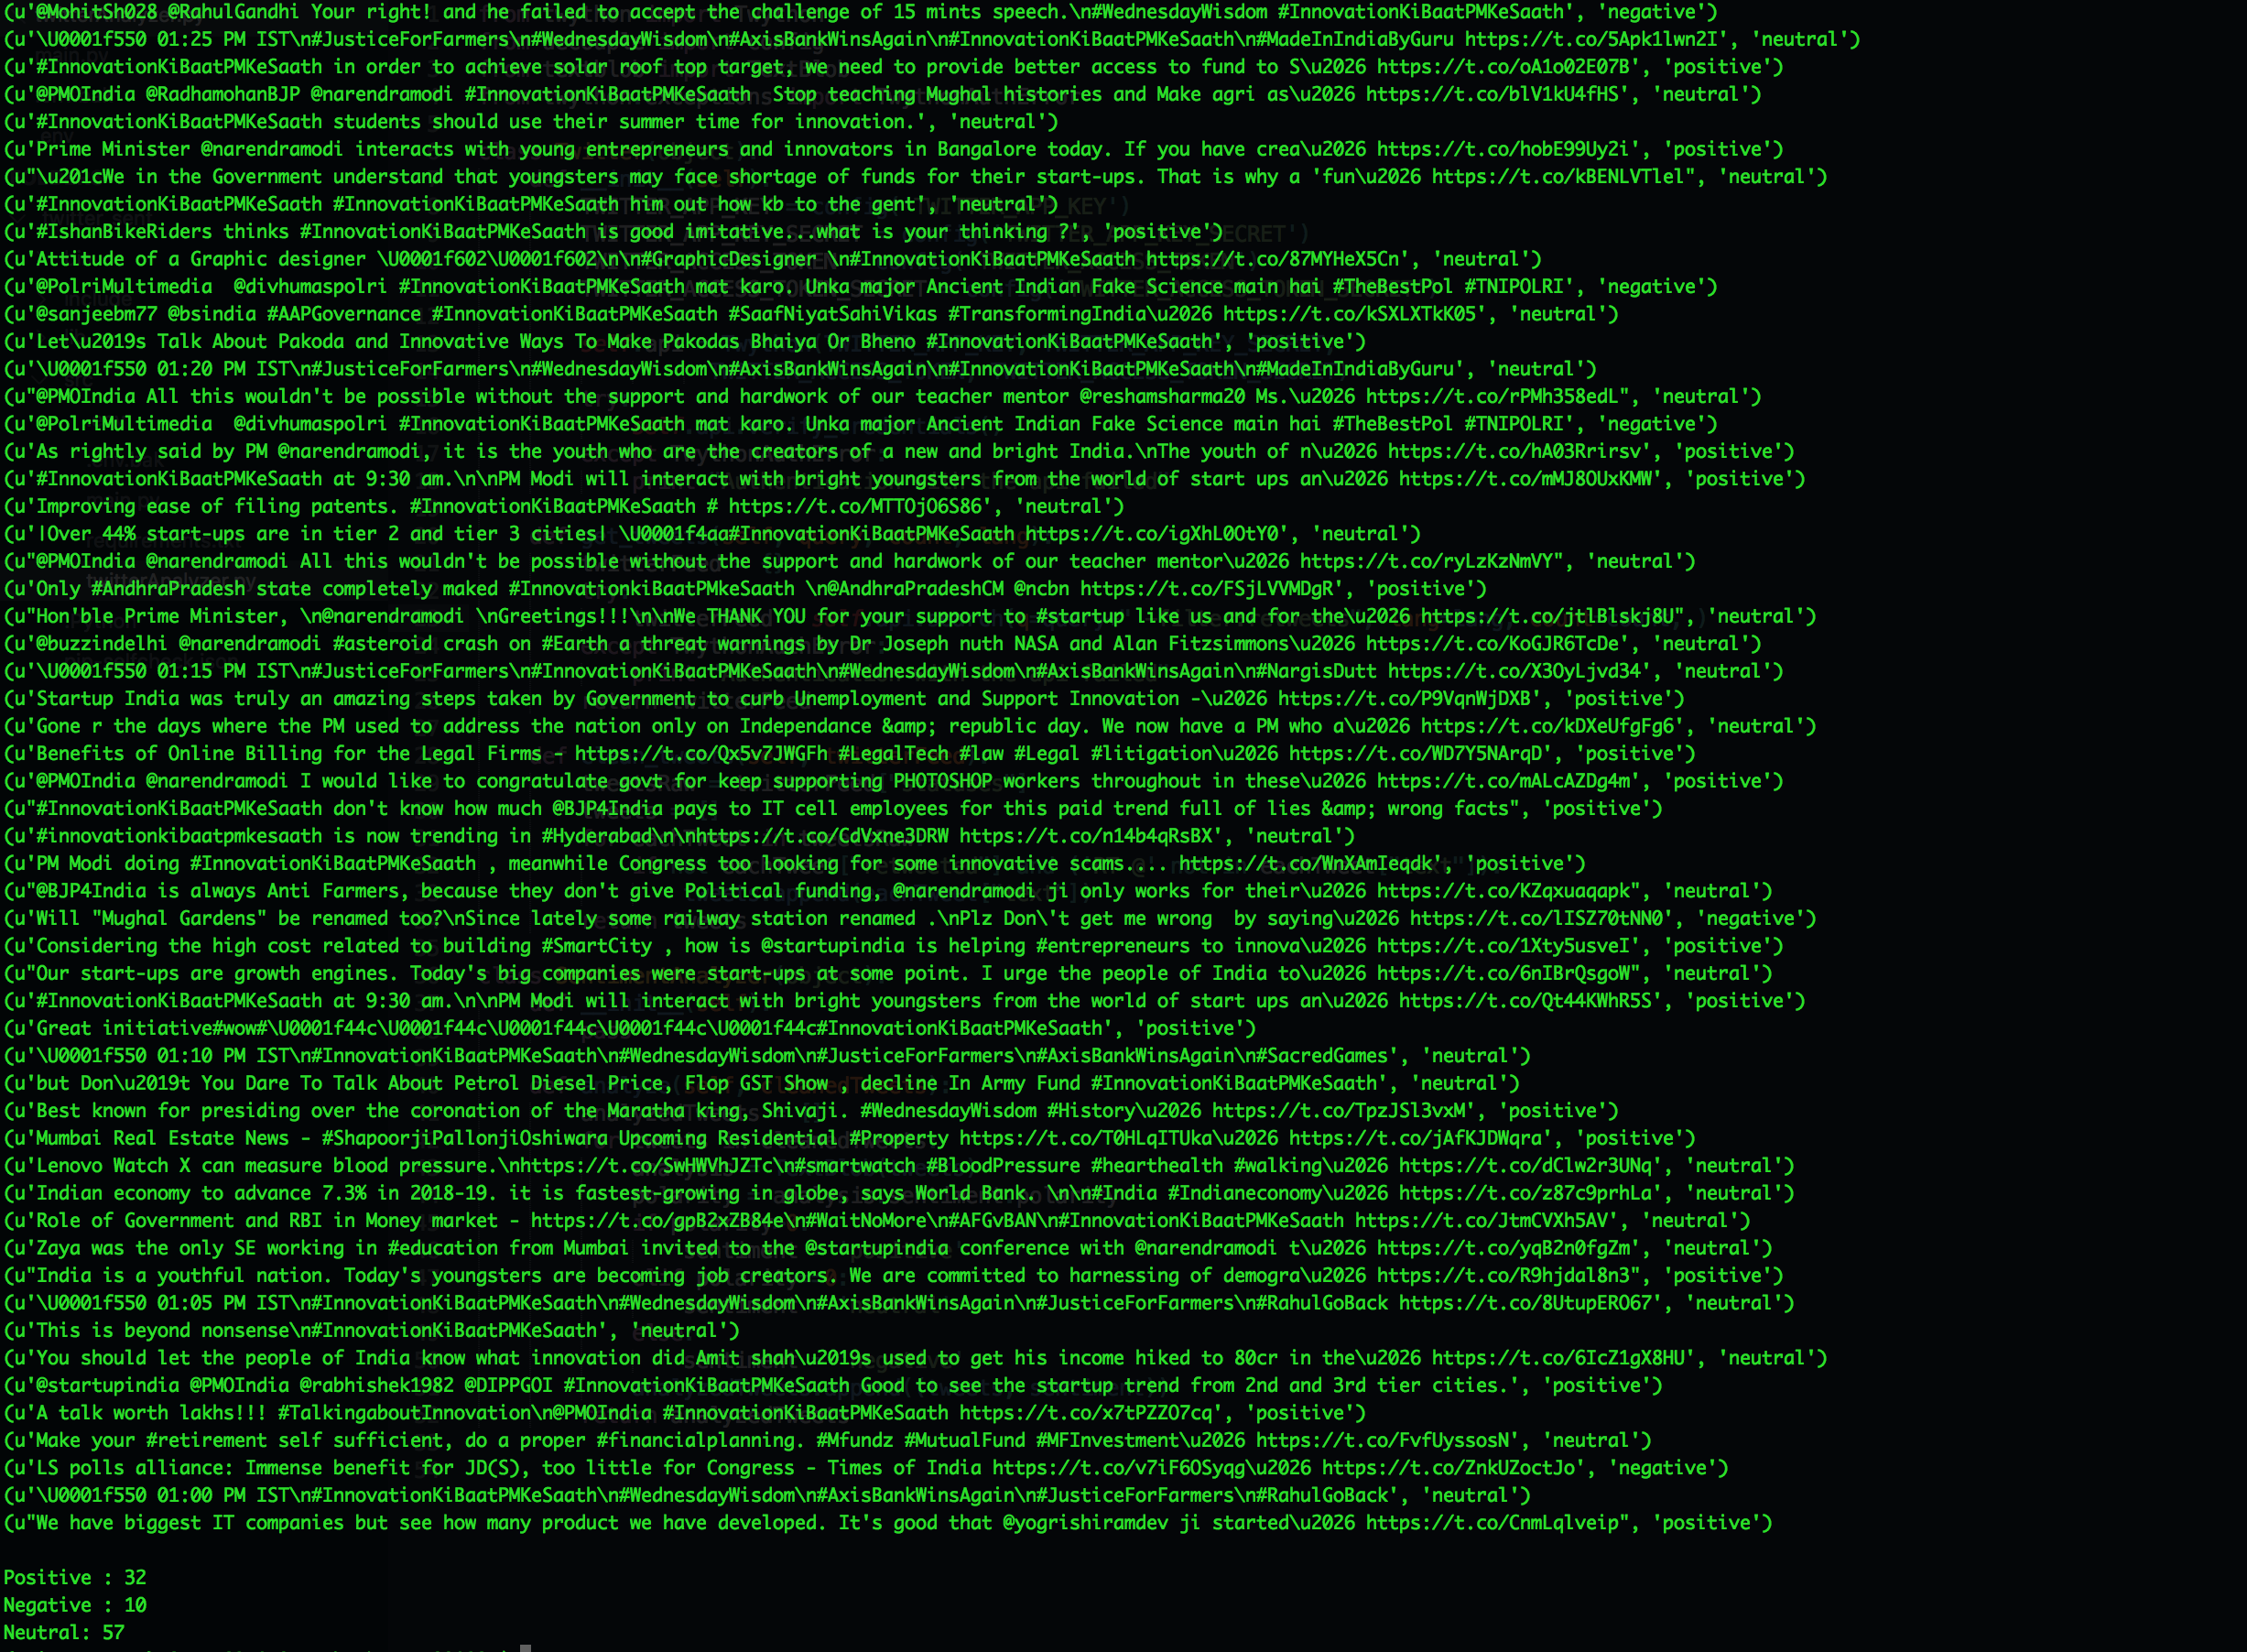 (u'@MohitSh028 @RahulGandhi Your right! and he failed to accept the challenge of 15 mints speech.\n#WednesdayWisdom #InnovationKiBaatPMKeSaath', 'negative')
(u'\U0001f550 01:25 PM IST\n#JusticeForFarmers\n#WednesdayWisdom\n#AxisBankWinsAgain\n#InnovationKiBaatPMKeSaath\n#MadeInIndiaByGuru https://t.co/5Apk1lwn2I', 'neutral')
(u'#InnovationKiBaatPMKeSaath in order to achieve solar roof top target, we need to provide better access to fund to S\u2026 https://t.co/oA1o02E07B', 'positive')
(u'@PMOIndia @RadhamohanBJP @narendramodi #InnovationKiBaatPMKeSaath  Stop teaching Mughal histories and Make agri as\u2026 https://t.co/blV1kU4fHS', 'neutral')
(u'#InnovationKiBaatPMKeSaath students should use their summer time for innovation.', 'neutral')
(u'Prime Minister @narendramodi interacts with young entrepreneurs and innovators in Bangalore today. If you have crea\u2026 https://t.co/hobE99Uy2i', 'positive')
(u"\u201cWe in the Government understand that youngsters may face shortage of funds for their start-ups. That is why a 'fun\u2026 https://t.co/kBENLVTlel", 'neutral')
(u'#InnovationKiBaatPMKeSaath #InnovationKiBaatPMKeSaath him out how kb to the gent', 'neutral')
(u'#IshanBikeRiders thinks #InnovationKiBaatPMKeSaath is good imitative...what is your thinking ?', 'positive')
(u'Attitude of a Graphic designer \U0001f602\U0001f602\n\n#GraphicDesigner \n#InnovationKiBaatPMKeSaath https://t.co/87MYHeX5Cn', 'neutral')
(u'@PolriMultimedia  @divhumaspolri #InnovationKiBaatPMKeSaath mat karo. Unka major Ancient Indian Fake Science main hai #TheBestPol #TNIPOLRI', 'negative')
(u'@sanjeebm77 @bsindia #AAPGovernance #InnovationKiBaatPMKeSaath #SaafNiyatSahiVikas #TransformingIndia\u2026 https://t.co/kSXLXTkK05', 'neutral')
(u'Let\u2019s Talk About Pakoda and Innovative Ways To Make Pakodas Bhaiya Or Bheno #InnovationKiBaatPMKeSaath', 'positive')
(u'\U0001f550 01:20 PM IST\n#JusticeForFarmers\n#WednesdayWisdom\n#AxisBankWinsAgain\n#InnovationKiBaatPMKeSaath\n#MadeInIndiaByGuru', 'neutral')
(u"@PMOIndia All this wouldn't be possible without the support and hardwork of our teacher mentor @reshamsharma20 Ms.\u2026 https://t.co/rPMh358edL", 'neutral')
(u'@PolriMultimedia  @divhumaspolri #InnovationKiBaatPMKeSaath mat karo. Unka major Ancient Indian Fake Science main hai #TheBestPol #TNIPOLRI', 'negative')
(u'As rightly said by PM @narendramodi, it is the youth who are the creators of a new and bright India.\nThe youth of n\u2026 https://t.co/hA03Rrirsv', 'positive')
(u'#InnovationKiBaatPMKeSaath at 9:30 am.\n\nPM Modi will interact with bright youngsters from the world of start ups an\u2026 https://t.co/mMJ8OUxKMW', 'positive')
(u'Improving ease of filing patents. #InnovationKiBaatPMKeSaath # https://t.co/MTTOjO6S86', 'neutral')
(u'|Over 44% start-ups are in tier 2 and tier 3 cities| \U0001f4da#InnovationKiBaatPMKeSaath https://t.co/igXhL0OtY0', 'neutral')
(u"@PMOIndia @narendramodi All this wouldn't be possible without the support and hardwork of our teacher mentor\u2026 https://t.co/ryLzKzNmVY", 'neutral')
(u'Only #AndhraPradesh state completely maked #InnovationkiBaatPMkeSaath \n@AndhraPradeshCM @ncbn https://t.co/FSjLVVMDgR', 'positive')
(u"Hon'ble Prime Minister, \n@narendramodi \nGreetings!!!\n\nWe THANK YOU for your support to #startup like us and for the\u2026 https://t.co/jtlBlskj8U", 'neutral')
(u'@buzzindelhi @narendramodi #asteroid crash on #Earth a threat warnings by Dr Joseph nuth NASA and Alan Fitzsimmons\u2026 https://t.co/KoGJR6TcDe', 'neutral')
(u'\U0001f550 01:15 PM IST\n#JusticeForFarmers\n#InnovationKiBaatPMKeSaath\n#WednesdayWisdom\n#AxisBankWinsAgain\n#NargisDutt https://t.co/X3OyLjvd34', 'neutral')
(u'Startup India was truly an amazing steps taken by Government to curb Unemployment and Support Innovation -\u2026 https://t.co/P9VqnWjDXB', 'positive')
(u'Gone r the days where the PM used to address the nation only on Independance &amp; republic day. We now have a PM who a\u2026 https://t.co/kDXeUfgFg6', 'neutral')
(u'Benefits of Online Billing for the Legal Firms - https://t.co/Qx5v7JWGFh #LegalTech #law #Legal #litigation\u2026 https://t.co/WD7Y5NArqD', 'positive')
(u'@PMOIndia @narendramodi I would like to congratulate govt for keep supporting PHOTOSHOP workers throughout in these\u2026 https://t.co/mALcAZDg4m', 'positive')
(u"#InnovationKiBaatPMKeSaath don't know how much @BJP4India pays to IT cell employees for this paid trend full of lies &amp; wrong facts", 'positive')
(u'#innovationkibaatpmkesaath is now trending in #Hyderabad\n\nhttps://t.co/CdVxne3DRW https://t.co/n14b4qRsBX', 'neutral')
(u'PM Modi doing #InnovationKiBaatPMKeSaath , meanwhile Congress too looking for some innovative scams.... https://t.co/WnXAmIeqdk', 'positive')
(u"@BJP4India is always Anti Farmers, because they don't give Political funding, @narendramodi ji only works for their\u2026 https://t.co/KZqxuaqapk", 'neutral')
(u'Will "Mughal Gardens" be renamed too?\nSince lately some railway station renamed .\nPlz Don\'t get me wrong  by saying\u2026 https://t.co/lISZ70tNN0', 'negative')
(u'Considering the high cost related to building #SmartCity , how is @startupindia is helping #entrepreneurs to innova\u2026 https://t.co/1Xty5usveI', 'positive')
(u"Our start-ups are growth engines. Today's big companies were start-ups at some point. I urge the people of India to\u2026 https://t.co/6nIBrQsgoW", 'neutral')
(u'#InnovationKiBaatPMKeSaath at 9:30 am.\n\nPM Modi will interact with bright youngsters from the world of start ups an\u2026 https://t.co/Qt44KWhR5S', 'positive')
(u'Great initiative#wow#\U0001f44c\U0001f44c\U0001f44c\U0001f44c\U0001f44c#InnovationKiBaatPMKeSaath', 'positive')
(u'\U0001f550 01:10 PM IST\n#InnovationKiBaatPMKeSaath\n#WednesdayWisdom\n#JusticeForFarmers\n#AxisBankWinsAgain\n#SacredGames', 'neutral')
(u'but Don\u2019t You Dare To Talk About Petrol Diesel Price, Flop GST Show , decline In Army Fund #InnovationKiBaatPMKeSaath', 'neutral')
(u'Best known for presiding over the coronation of the Maratha king, Shivaji. #WednesdayWisdom #History\u2026 https://t.co/TpzJSl3vxM', 'positive')
(u'Mumbai Real Estate News - #ShapoorjiPallonjiOshiwara Upcoming Residential #Property https://t.co/T0HLqITUka\u2026 https://t.co/jAfKJDWqra', 'positive')
(u'Lenovo Watch X can measure blood pressure.\nhttps://t.co/SwHWVhJZTc\n#smartwatch #BloodPressure #hearthealth #walking\u2026 https://t.co/dClw2r3UNq', 'neutral')
(u'Indian economy to advance 7.3% in 2018-19. it is fastest-growing in globe, says World Bank. \n\n#India #Indianeconomy\u2026 https://t.co/z87c9prhLa', 'neutral')
(u'Role of Government and RBI in Money market - https://t.co/gpB2xZB84e\n#WaitNoMore\n#AFGvBAN\n#InnovationKiBaatPMKeSaath https://t.co/JtmCVXh5AV', 'neutral')
(u'Zaya was the only SE working in #education from Mumbai invited to the @startupindia conference with @narendramodi t\u2026 https://t.co/yqB2n0fgZm', 'neutral')
(u"India is a youthful nation. Today's youngsters are becoming job creators. We are committed to harnessing of demogra\u2026 https://t.co/R9hjdal8n3", 'positive')
(u'\U0001f550 01:05 PM IST\n#InnovationKiBaatPMKeSaath\n#WednesdayWisdom\n#AxisBankWinsAgain\n#JusticeForFarmers\n#RahulGoBack https://t.co/8UtupERO67', 'neutral')
(u'This is beyond nonsense\n#InnovationKiBaatPMKeSaath', 'neutral')
(u'You should let the people of India know what innovation did Amit shah\u2019s used to get his income hiked to 80cr in the\u2026 https://t.co/6IcZ1gX8HU', 'neutral')
(u'@startupindia @PMOIndia @rabhishek1982 @DIPPGOI #InnovationKiBaatPMKeSaath Good to see the startup trend from 2nd and 3rd tier cities.', 'positive')
(u'A talk worth lakhs!!! #TalkingaboutInnovation\n@PMOIndia #InnovationKiBaatPMKeSaath https://t.co/x7tPZZO7cq', 'positive')
(u'Make your #retirement self sufficient, do a proper #financialplanning. #Mfundz #MutualFund #MFInvestment\u2026 https://t.co/FvfUyssosN', 'neutral')
(u'LS polls alliance: Immense benefit for JD(S), too little for Congress - Times of India https://t.co/v7iF6OSyqg\u2026 https://t.co/ZnkUZoctJo', 'negative')
(u'\U0001f550 01:00 PM IST\n#InnovationKiBaatPMKeSaath\n#WednesdayWisdom\n#AxisBankWinsAgain\n#JusticeForFarmers\n#RahulGoBack', 'neutral')
(u"We have biggest IT companies but see how many product we have developed. It's good that @yogrishiramdev ji started\u2026 https://t.co/CnmLqlveip", 'positive')
Positive : 32
Negative : 10
Neutral: 57